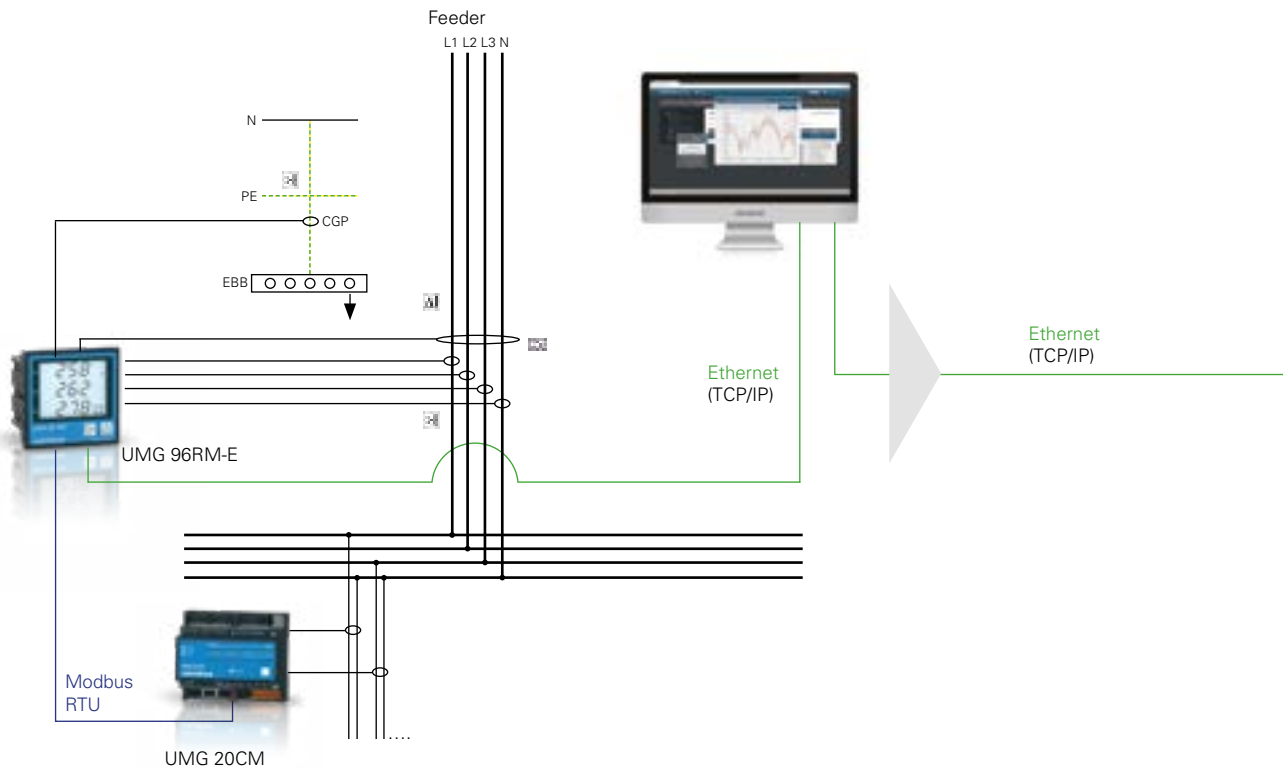 Feeder
L1 L2 L3 N
N
PE
CGP
EBB
Ethernet
(TCP/IP)
Ethernet
(TCP/IP)
UMG 96RM-E
Modbus
RTU
....
UMG 20CM